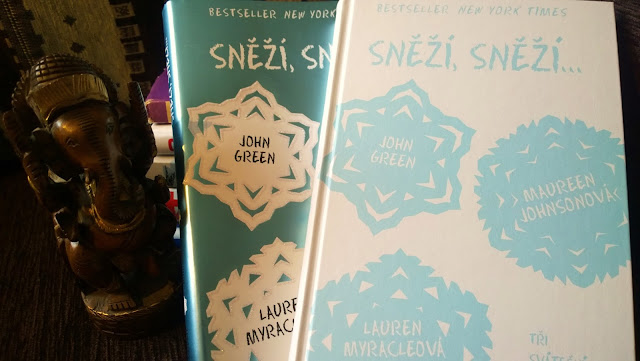 BESTSELLER NEW YORK
SNĚŽÍ, SN
JOHN
GREEN
LAUREN
MYRACLEO
BESTSELLER NEW YORK TIMES
SNĚŽÍ, SNĚŽÍ...
JOHN
GREEN
MAUREEN
JOHNSONOVÁ
LAUREN
MYRACLEOVÁ
TŘI